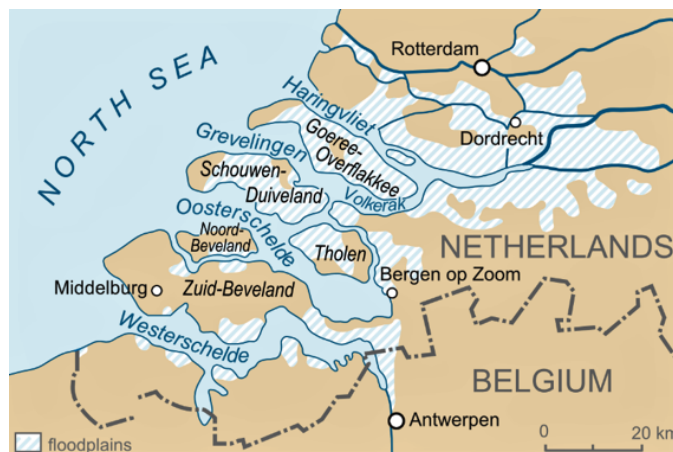 NORTH SEA
Rotterdam
Haringvliet
Dordrecht
Grevelingen
Goeree-
Overflakkee
Schouwen-
Duiveland
Volkerak
Oosterschelde
Noord-
Beveland
Tholen
NETHERLANDS
Bergen op Zoom
Middelburg
Zuid-Beveland
Westerschelde
BELGIUM
Antwerpen
floodplains
0 20 km